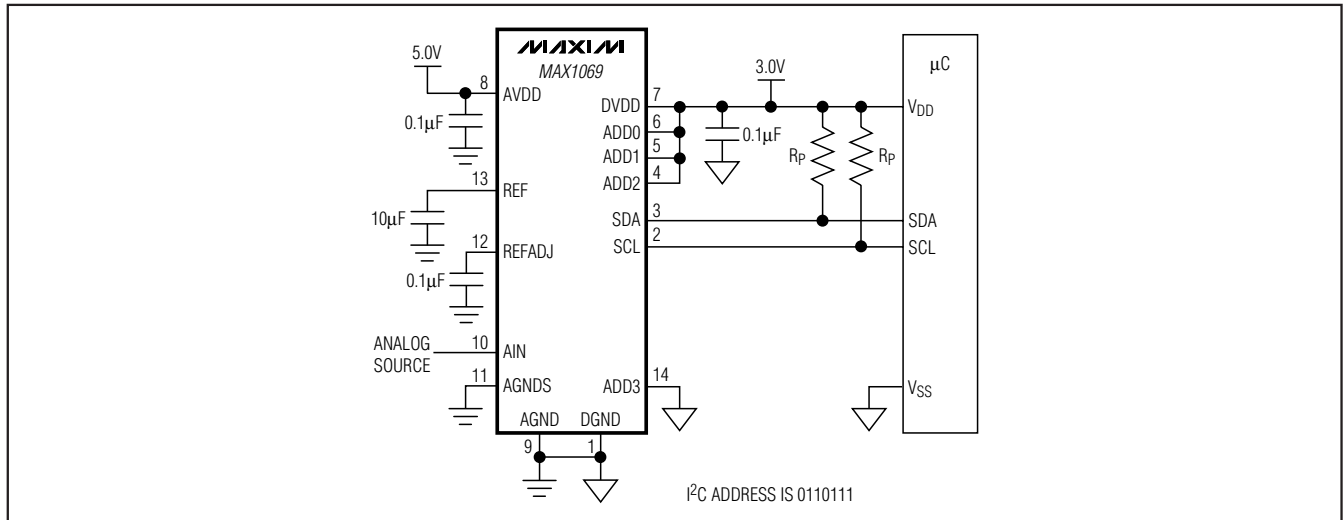 MAXIM
MAX1069
5.0V
8
AVDD
0.1μF
13
REF
10μF
12
REFADJ
0.1μF
ANALOG
SOURCE
10
AIN
11
AGNDS
AGND
DGND
9
1
DVDD
7
ADD0
6
ADD1
5
ADD2
4
SDA
3
SCL
2
ADD3
14
3.0V
0.1μF
RP
RP
μC
VDD
SDA
SCL
VSS
I2C ADDRESS IS 0110111